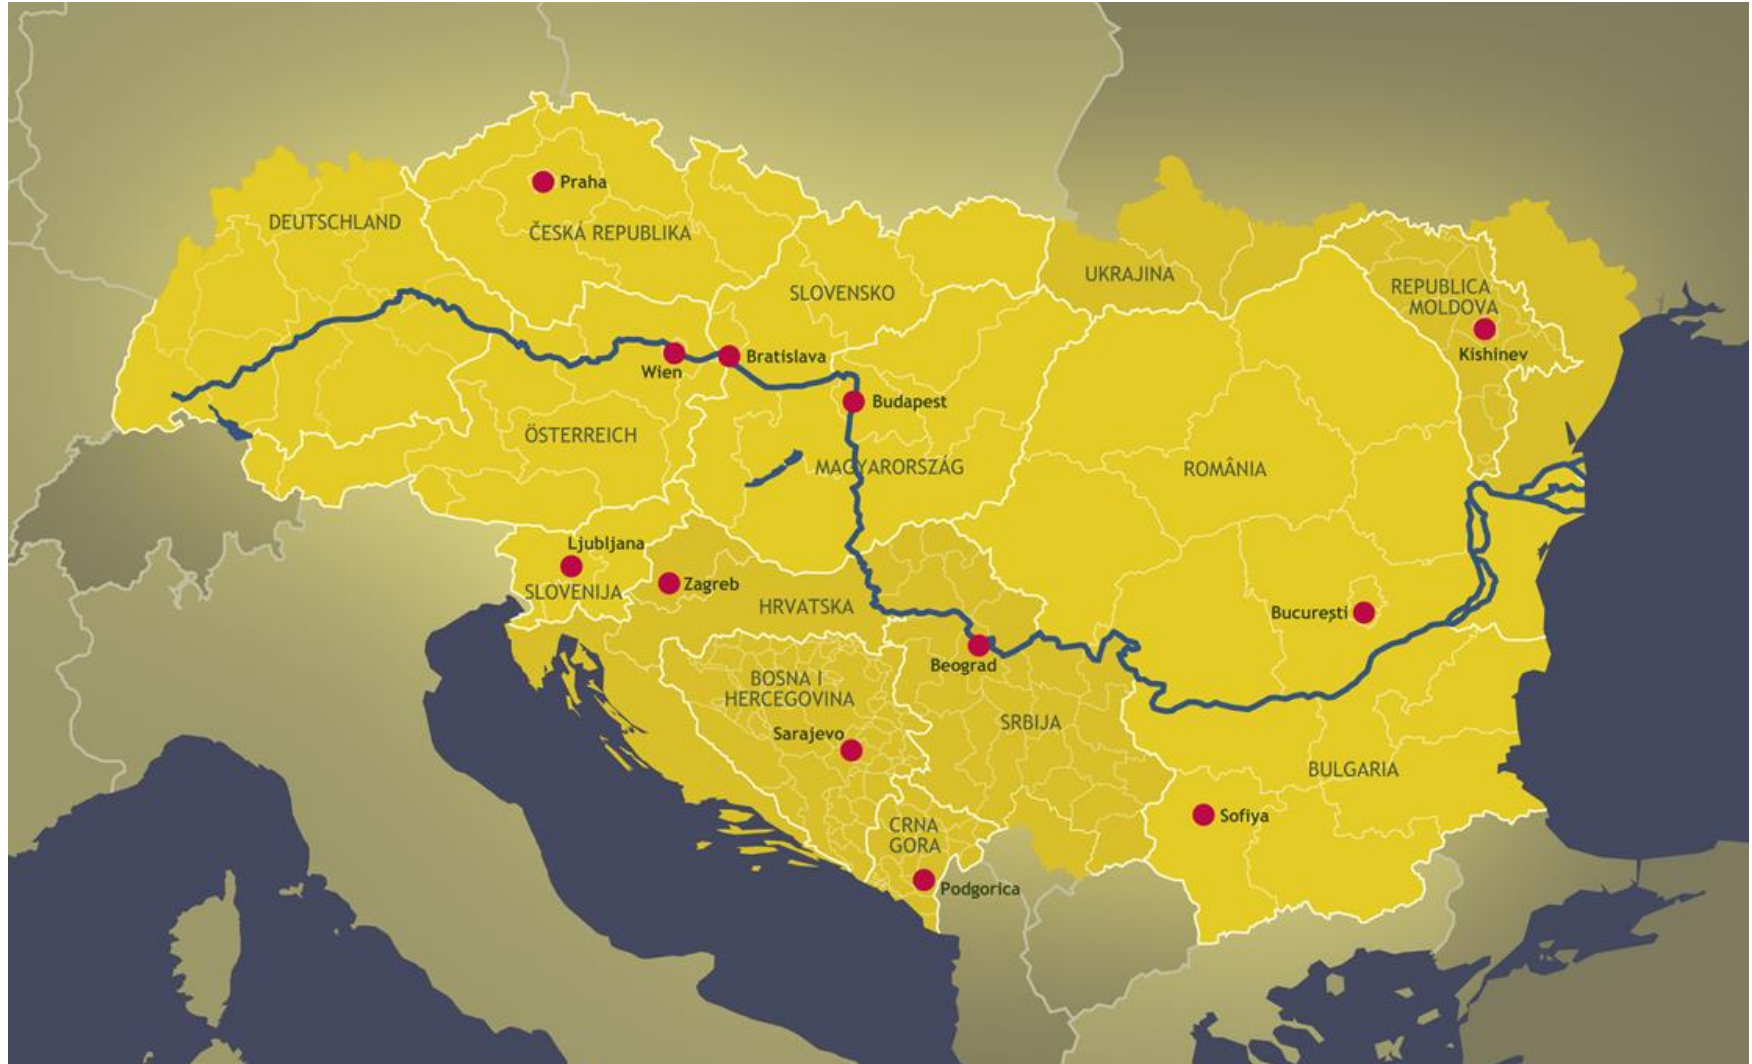 Praha
DEUTSCHLAND
ČESKÁ REPUBLIKA
UKRAJINA
SLOVENSKO
REPUBLICA
MOLDOVA
Kishinev
Bratislava
Wien
Budapest
ÖSTERREICH
MAGYARORSZÁG
ROMÂNIA
Ljubljana
Zagreb
SLOVENIJA
HRVATSKA
București
Beograd
BOSNA I
HERCEGOVINA
SRBIJA
Sarajevo
BULGARIA
Sofiya
CRNA
GORA
Podgorica